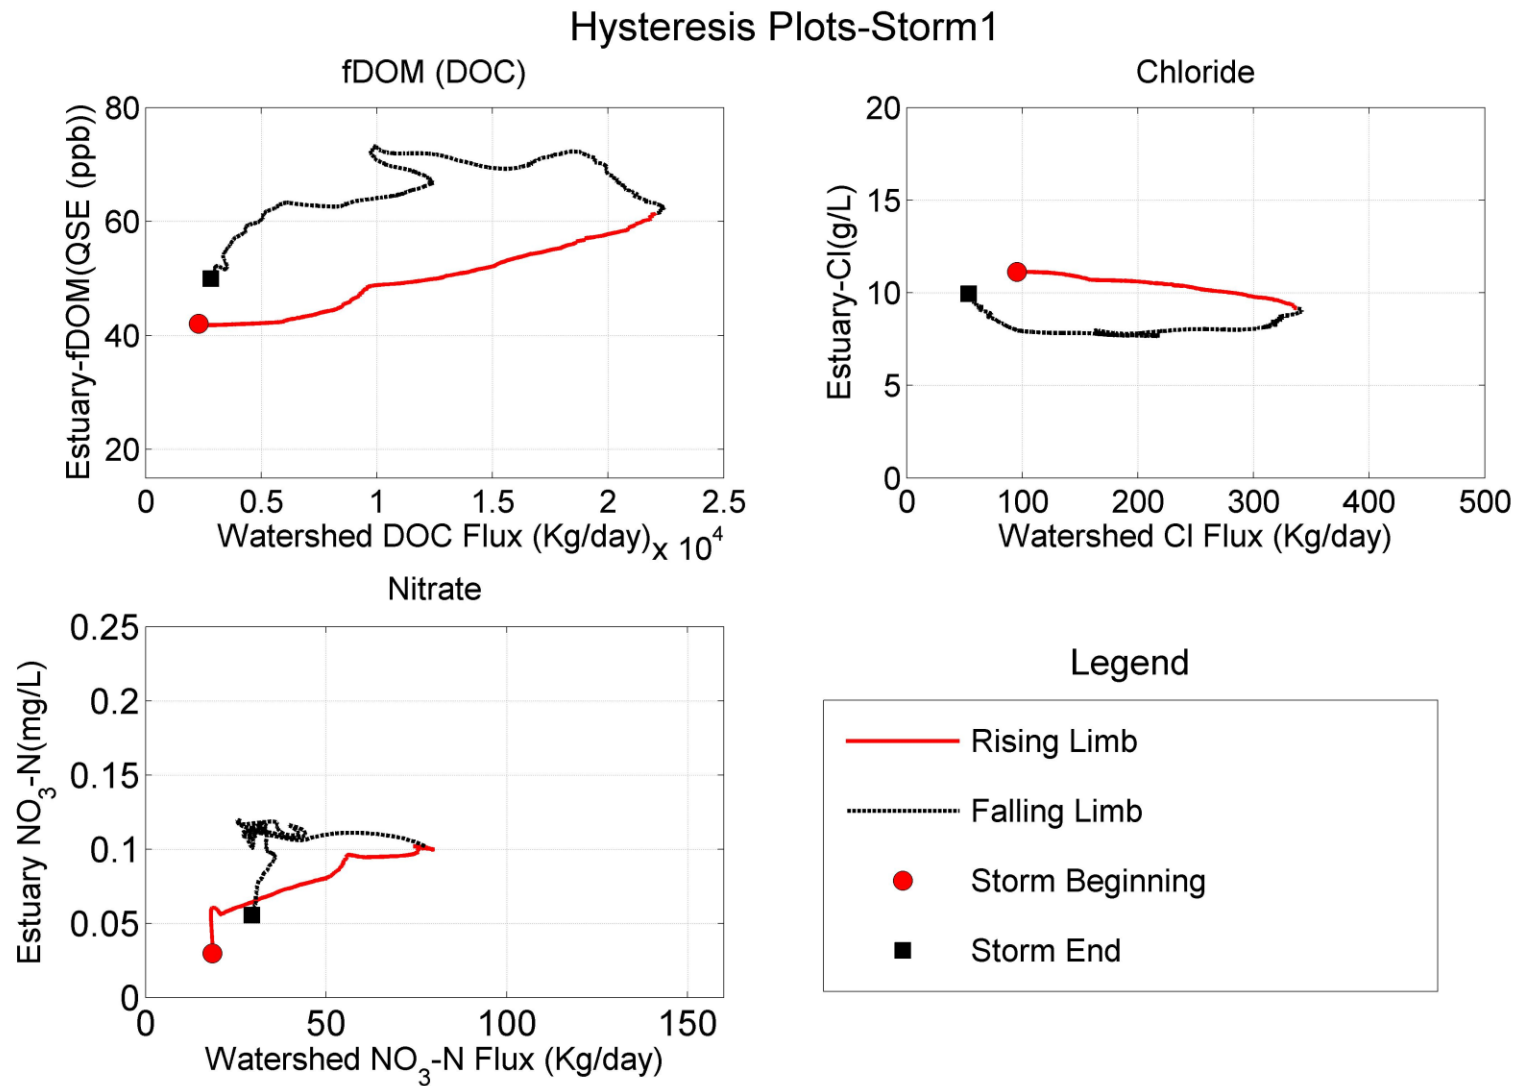 Hysteresis Plots-Storm1
fDOM (DOC)
Estuary-fDOM(QSE (ppb))
80
60
40
20
0 0.5 1 1.5 2 2.5
Watershed DOC Flux (Kg/day) x 10⁴
Chloride
Estuary-Cl(g/L)
20
15
10
5
0
0 100 200 300 400 500
Watershed Cl Flux (Kg/day)
Nitrate
Estuary NO₃-N(mg/L)
0.25
0.2
0.15
0.1
0.05
0
0 50 100 150
Watershed NO₃-N Flux (Kg/day)
Legend
Rising Limb
Falling Limb
Storm Beginning
Storm End